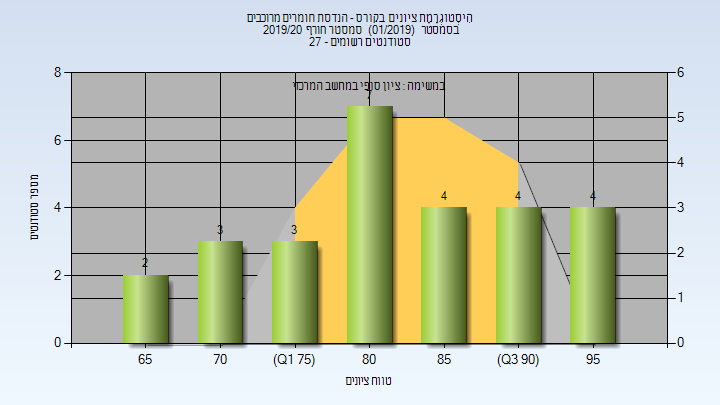 היסטוגרמת ציונים בקורס - הנדסת חומרים מרוכבים
בסמסטר (01/2019) סמסטר חורף 2019/20
סטודנטים רשומים - 27
במשימה : ציון סופי במחשב המרכזי
8 6 4 2 0
מספר סטודנטים
6 5 4 3 2 1 0
2 3 3 7 4 4 4
65 70 (Q1 75) 80 85 (Q3 90) 95
טווח ציונים